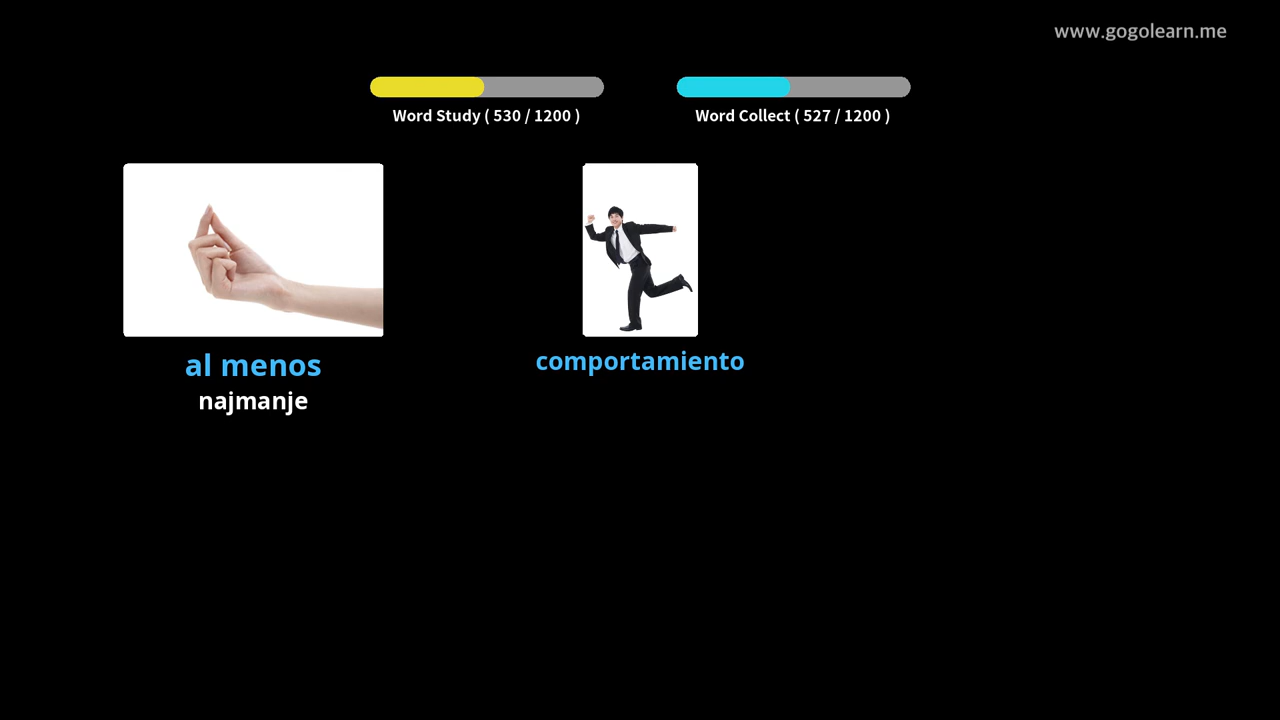 www.gogolearn.me
Word Study ( 530 / 1200 )
Word Collect ( 527 / 1200 )
al menos
najmanje
comportamiento